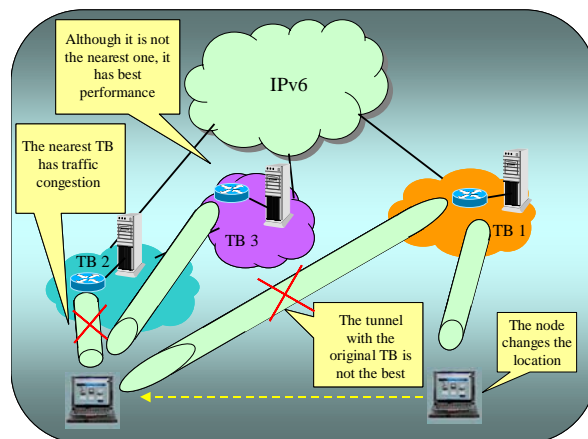 Although it is not
the nearest one, it
has best
performance
IPv6
The nearest TB
has traffic
congestion
TB 3
TB 1
TB 2
The tunnel
with the
original TB is
not the best
The node
changes the
location